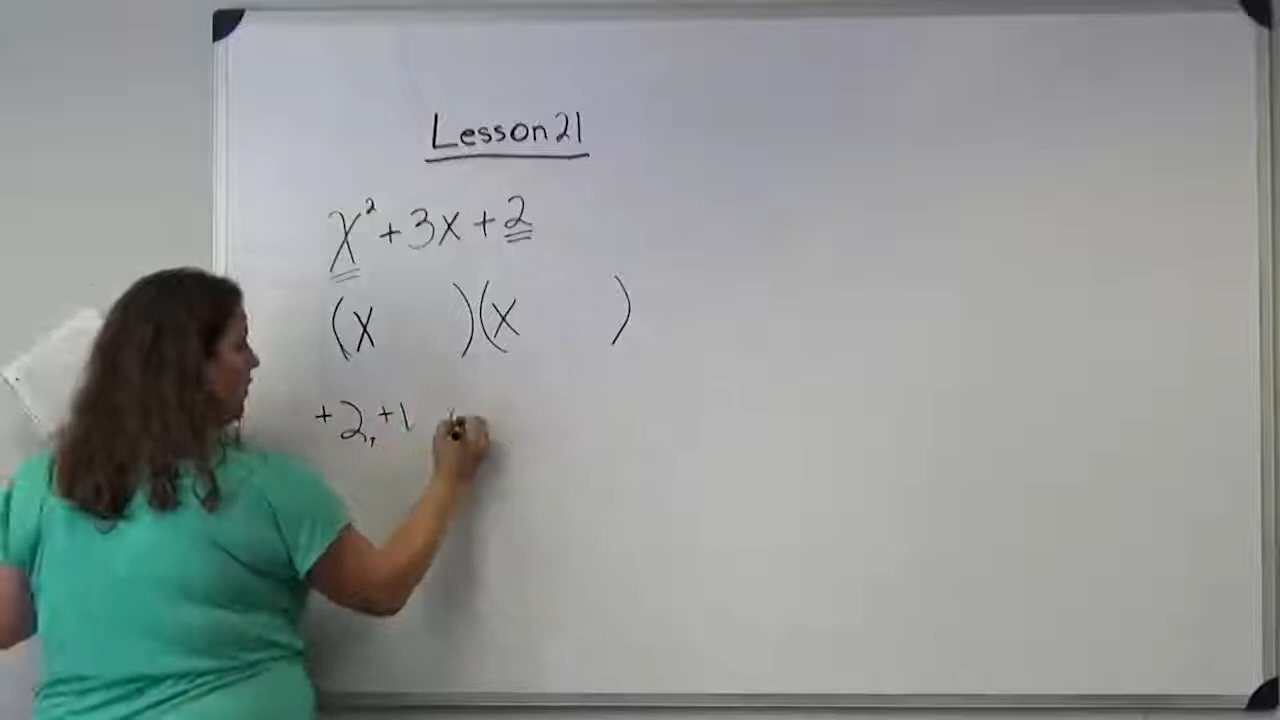 Lesson 21
x² + 3x + 2
(x )(x )
+2, +1